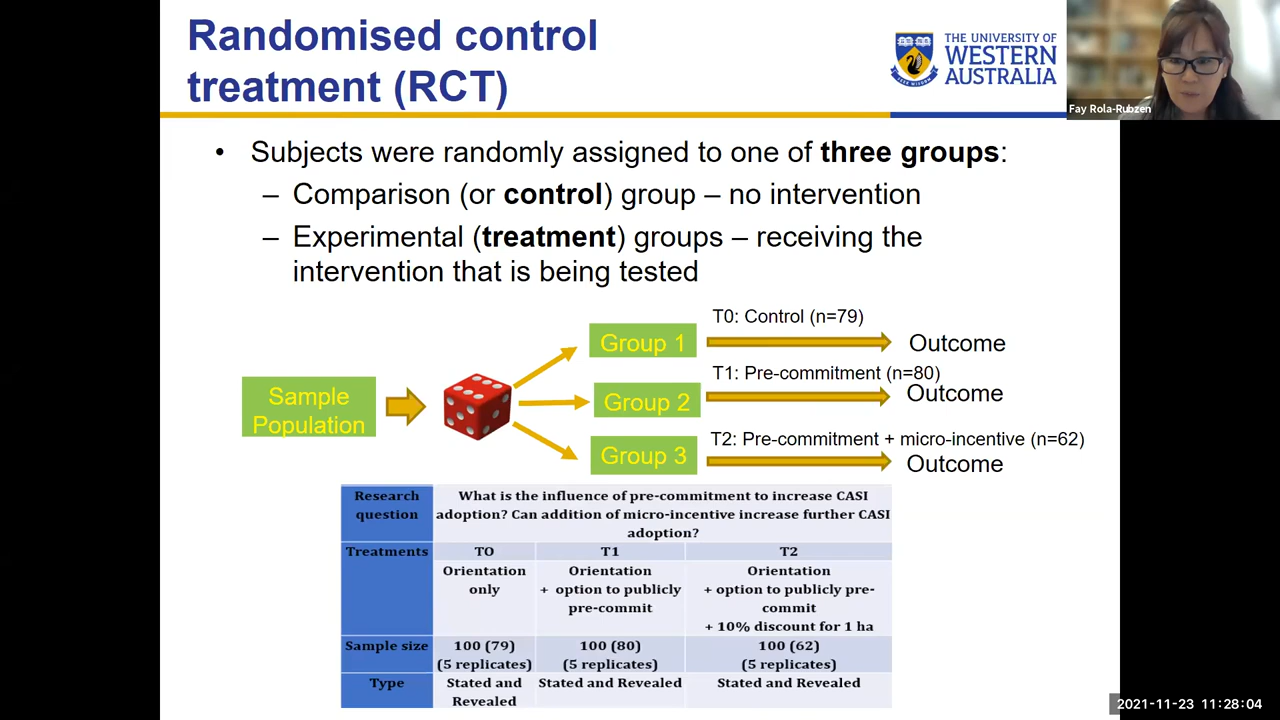 Randomised control
treatment (RCT)
THE UNIVERSITY OF
WESTERN
AUSTRALIA
Fay Rola-Rubzen
• Subjects were randomly assigned to one of three groups:
– Comparison (or control) group – no intervention
– Experimental (treatment) groups – receiving the
intervention that is being tested
Sample
Population
Group 1
T0: Control (n=79)
Outcome
Group 2
T1: Pre-commitment (n=80)
Outcome
Group 3
T2: Pre-commitment + micro-incentive (n=62)
Outcome
Research
question
What is the influence of pre-commitment to increase CASI
adoption? Can addition of micro-incentive increase further CASI
adoption?
Treatments
T0
T1
T2
Orientation
only
Orientation
+ option to publicly
pre-commit
Orientation
+ option to publicly pre-
commit
+ 10% discount for 1 ha
Sample size
100 (79)
(5 replicates)
100 (80)
(5 replicates)
100 (62)
(5 replicates)
Type
Stated and
Revealed
Stated and Revealed
Stated and Revealed
2021-11-23 11:28:04